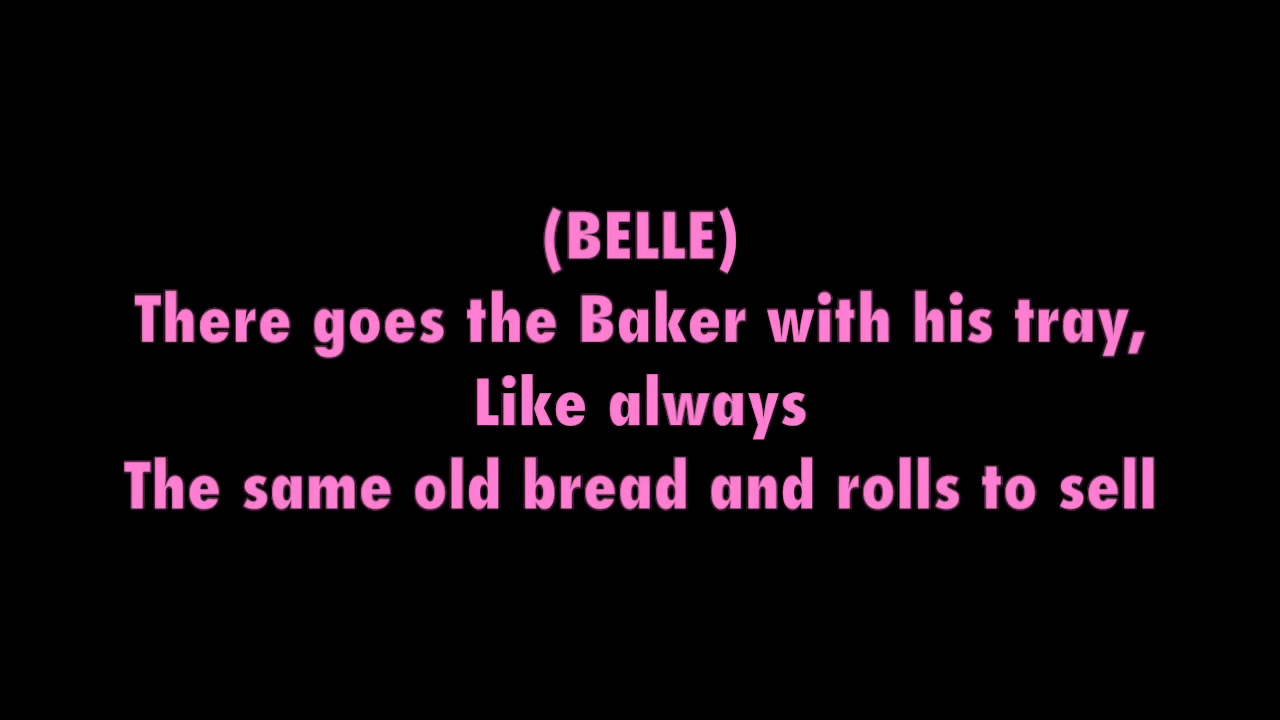 (BELLE)
There goes the Baker with his tray,
Like always
The same old bread and rolls to sell